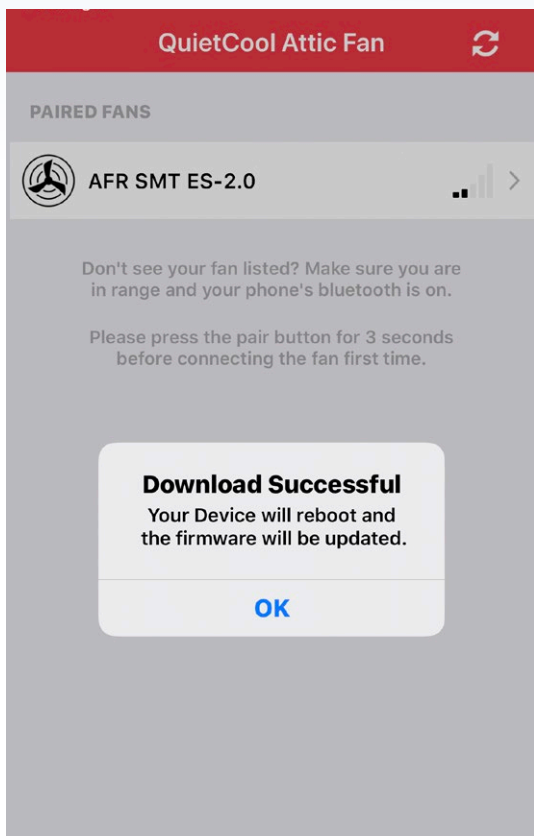 QuietCool Attic Fan
PAIRED FANS
AFR SMT ES-2.0
Don't see your fan listed? Make sure you are
in range and your phone's bluetooth is on.
Please press the pair button for 3 seconds
before connecting the fan first time.
Download Successful
Your Device will reboot and
the firmware will be updated.
OK